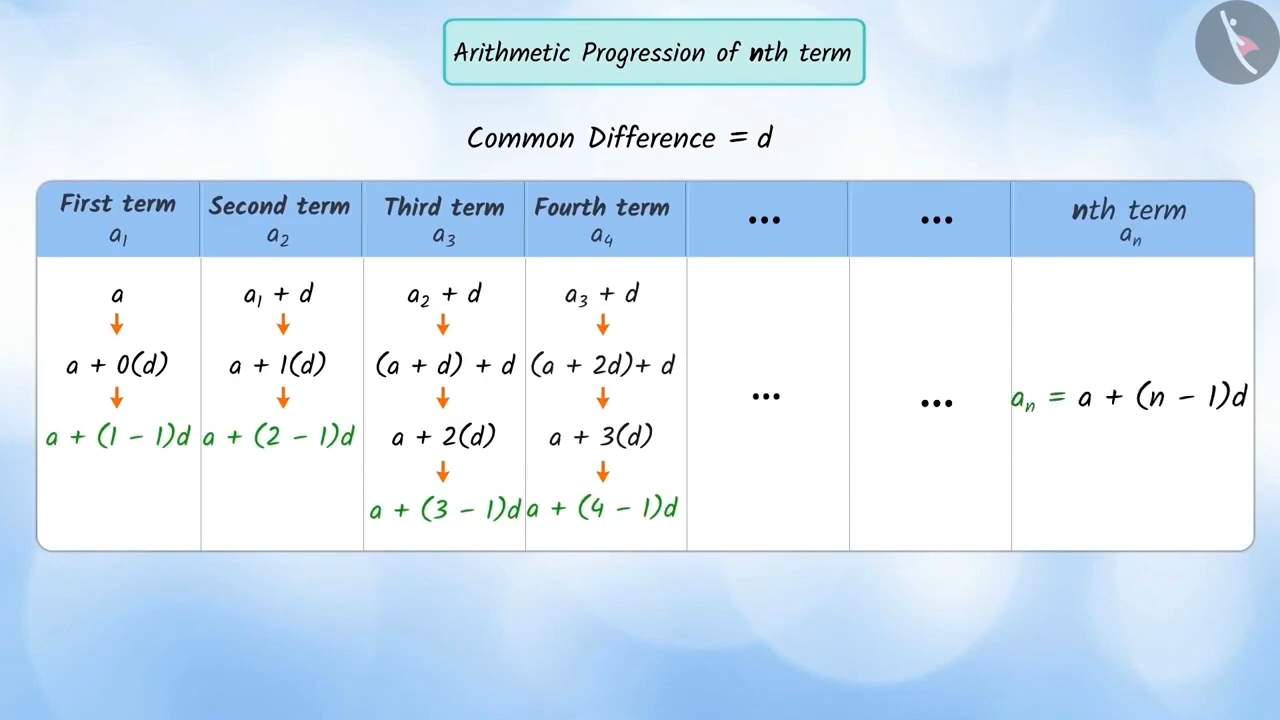 Arithmetic Progression of nth term
Common Difference = d
First term Second term Third term Fourth term ... ... nth term
a₁ a₂ a₃ a₄ aₙ
a a₁ + d a₂ + d a₃ + d
a + 0(d) a + 1(d) (a + d) + d (a + 2d)+ d
... ... aₙ = a + (n - 1)d
a + (1 - 1)d a + (2 - 1)d a + 2(d) a + 3(d)
a + (3 - 1)d a + (4 - 1)d